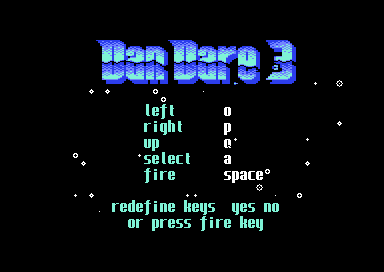 Dan Dare 3
left o
right p
up q
select a
fire space
redefine keys yes no
or press fire key